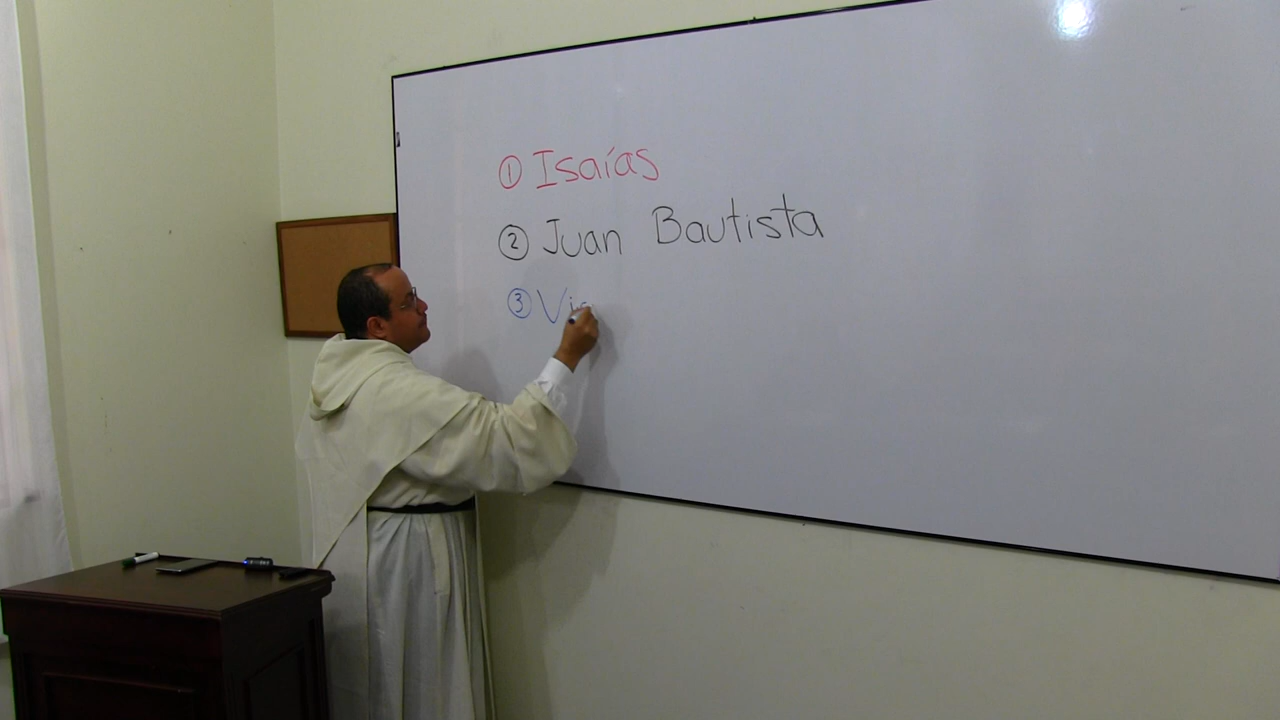 ① Isaías
② Juan Bautista
③ Vi